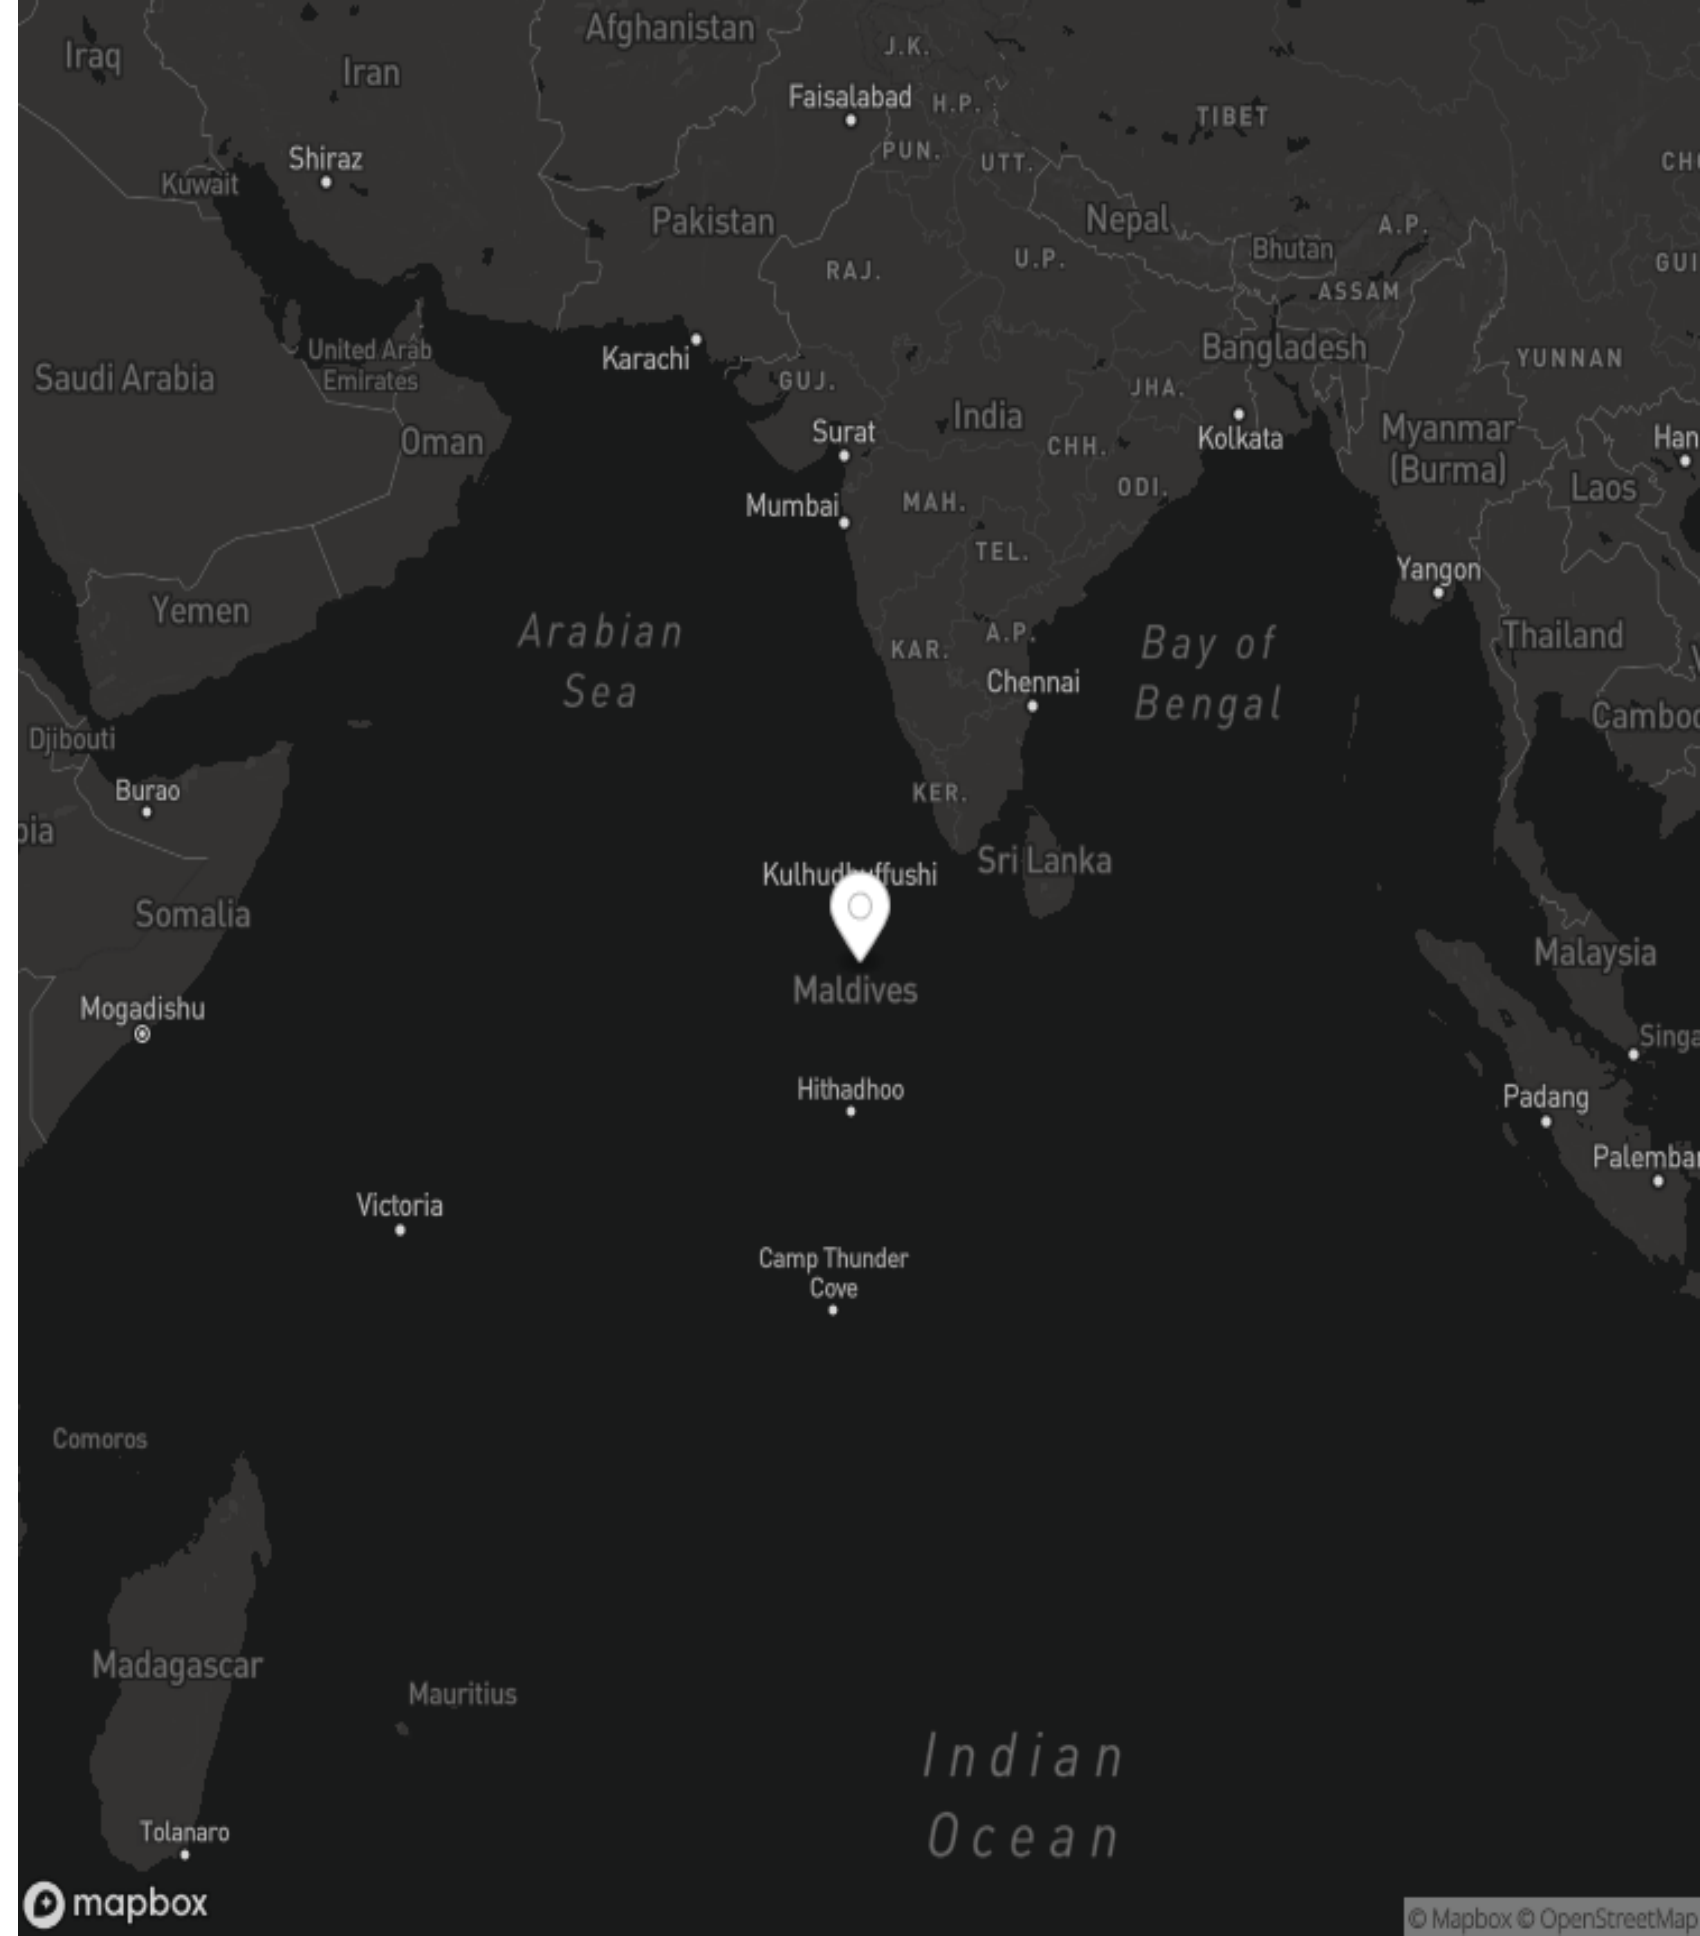 Afghanistan
J.K.
Iraq
Iran
Faisalabad
H.P.
TIBET
Shiraz
PUN.
UTT.
Kuwait
Pakistan
Nepal
A.P.
Bhutan
RAJ.
U.P.
ASSAM
United Arab
Emirates
Karachi
Bangladesh
YUNNAN
Saudi Arabia
GUJ.
JHA.
India
Surat
Kolkata
Myanmar
(Burma)
Oman
CHH.
Laos
MAH.
ODI.
Mumbai
TEL.
Yangon
Yemen
Arabian
Sea
A.P.
KAR.
Bay of
Bengal
Thailand
Chennai
Djibouti
Burao
KER.
Sri Lanka
Kulhudhuffushi
Somalia
Malaysia
Maldives
Mogadishu
Hithadhoo
Padang
Victoria
Camp Thunder
Cove
Comoros
Madagascar
Mauritius
Indian
Ocean
Tolanaro
mapbox
© Mapbox © OpenStreetMap